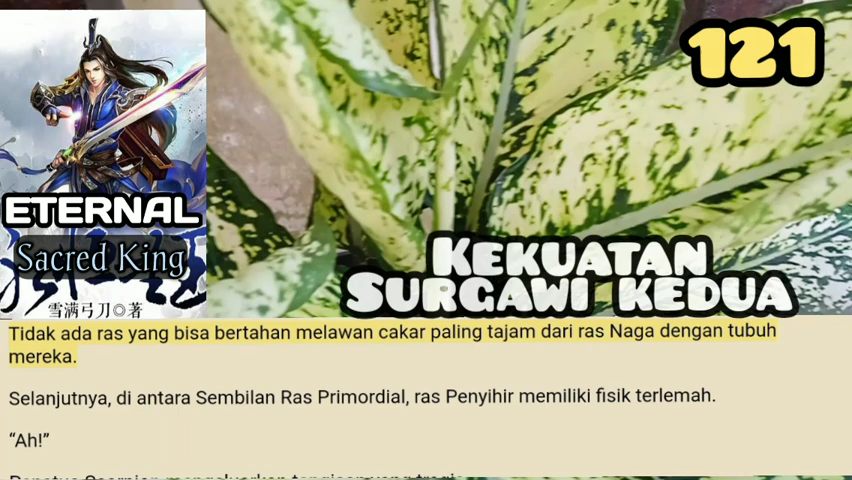 121
ETERNAL
Sacred King
雪满弓刀◎著
KEKUATAN
SURGAWI KEDUA
Tidak ada ras yang bisa bertahan melawan cakar paling tajam dari ras Naga dengan tubuh
mereka.
Selanjutnya, di antara Sembilan Ras Primordial, ras Penyihir memiliki fisik terlemah.
“Ah!”